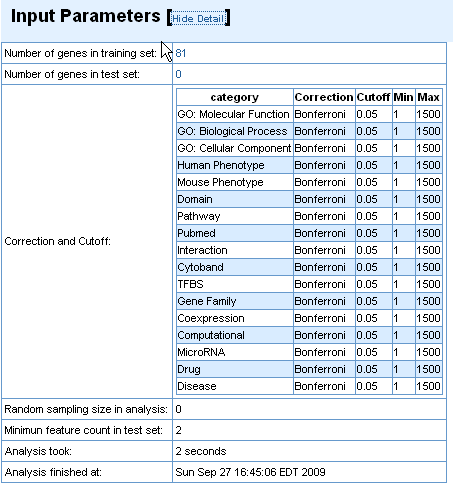 Input Parameters [Hide Detail]
Number of genes in training set: 81
Number of genes in test set: 0
Correction and Cutoff:
category Correction Cutoff Min Max
GO: Molecular Function Bonferroni 0.05 1 1500
GO: Biological Process Bonferroni 0.05 1 1500
GO: Cellular Component Bonferroni 0.05 1 1500
Human Phenotype Bonferroni 0.05 1 1500
Mouse Phenotype Bonferroni 0.05 1 1500
Domain Bonferroni 0.05 1 1500
Pathway Bonferroni 0.05 1 1500
Pubmed Bonferroni 0.05 1 1500
Interaction Bonferroni 0.05 1 1500
Cytoband Bonferroni 0.05 1 1500
TFBS Bonferroni 0.05 1 1500
Gene Family Bonferroni 0.05 1 1500
Coexpression Bonferroni 0.05 1 1500
Computational Bonferroni 0.05 1 1500
MicroRNA Bonferroni 0.05 1 1500
Drug Bonferroni 0.05 1 1500
Disease Bonferroni 0.05 1 1500
Random sampling size in analysis: 0
Minimun feature count in test set: 2
Analysis took: 2 seconds
Analysis finished at: Sun Sep 27 16:45:06 EDT 2009